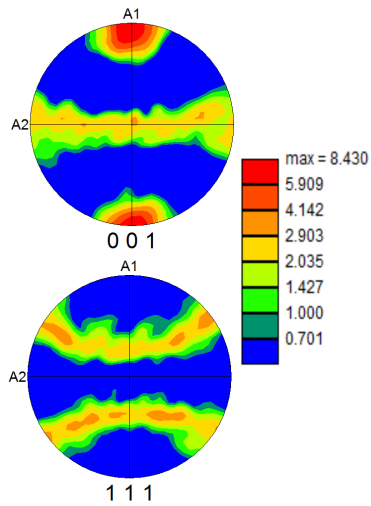 A1
A2
0 0 1
max = 8.430
5.909
4.142
2.903
2.035
1.427
1.000
0.701
A1
A2
1 1 1